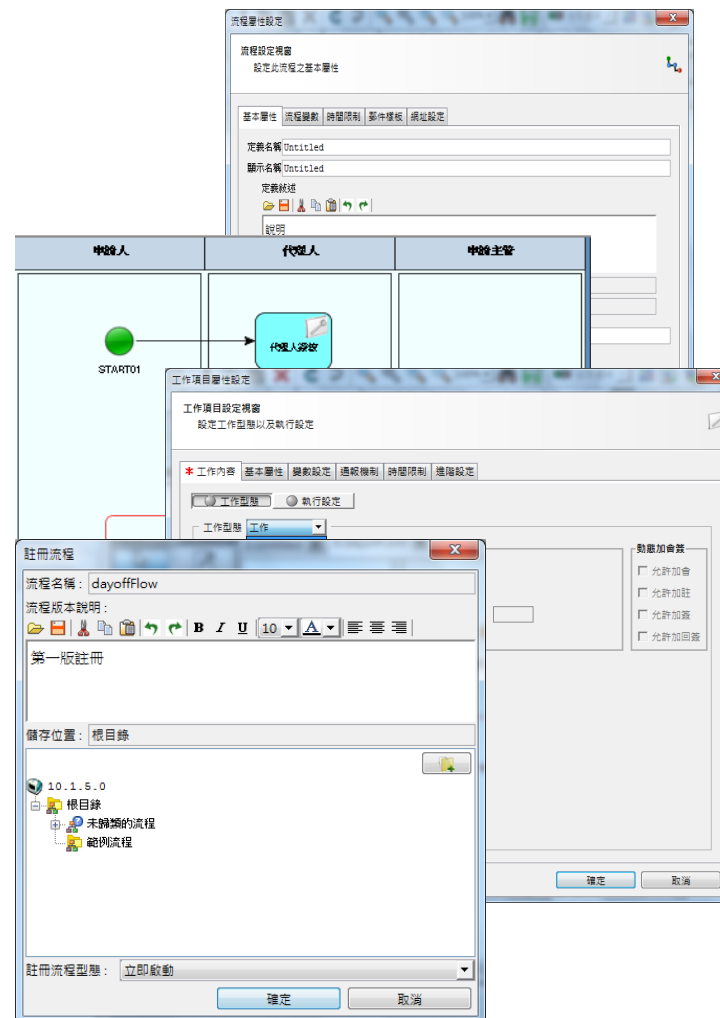 流程屬性設定
流程設定視窗
設定此流程之基本屬性
基本屬性 流程變數 時間限制 郵件樣板 網址設定
定義名稱 Untitled
顯示名稱 Untitled
定義敘述
說明
申請人 代理人 申請主管
START01
代理人簽核
工作項目屬性設定
工作項目設定視窗
設定工作型態以及執行設定
* 工作內容 基本屬性 變數設定 通報機制 時間限制 進階設定
工作型態 執行設定
工作型態 工作
動態加會簽
允許加會
允許加註
允許加簽
允許加回簽
確定 取消
註冊流程
流程名稱: dayoffFlow
流程版本說明:
B I U 10 A
第一版註冊
儲存位置: 根目錄
10.1.5.0
根目錄
未歸類的流程
範例流程
註冊流程型態: 立即啟動
確定 取消